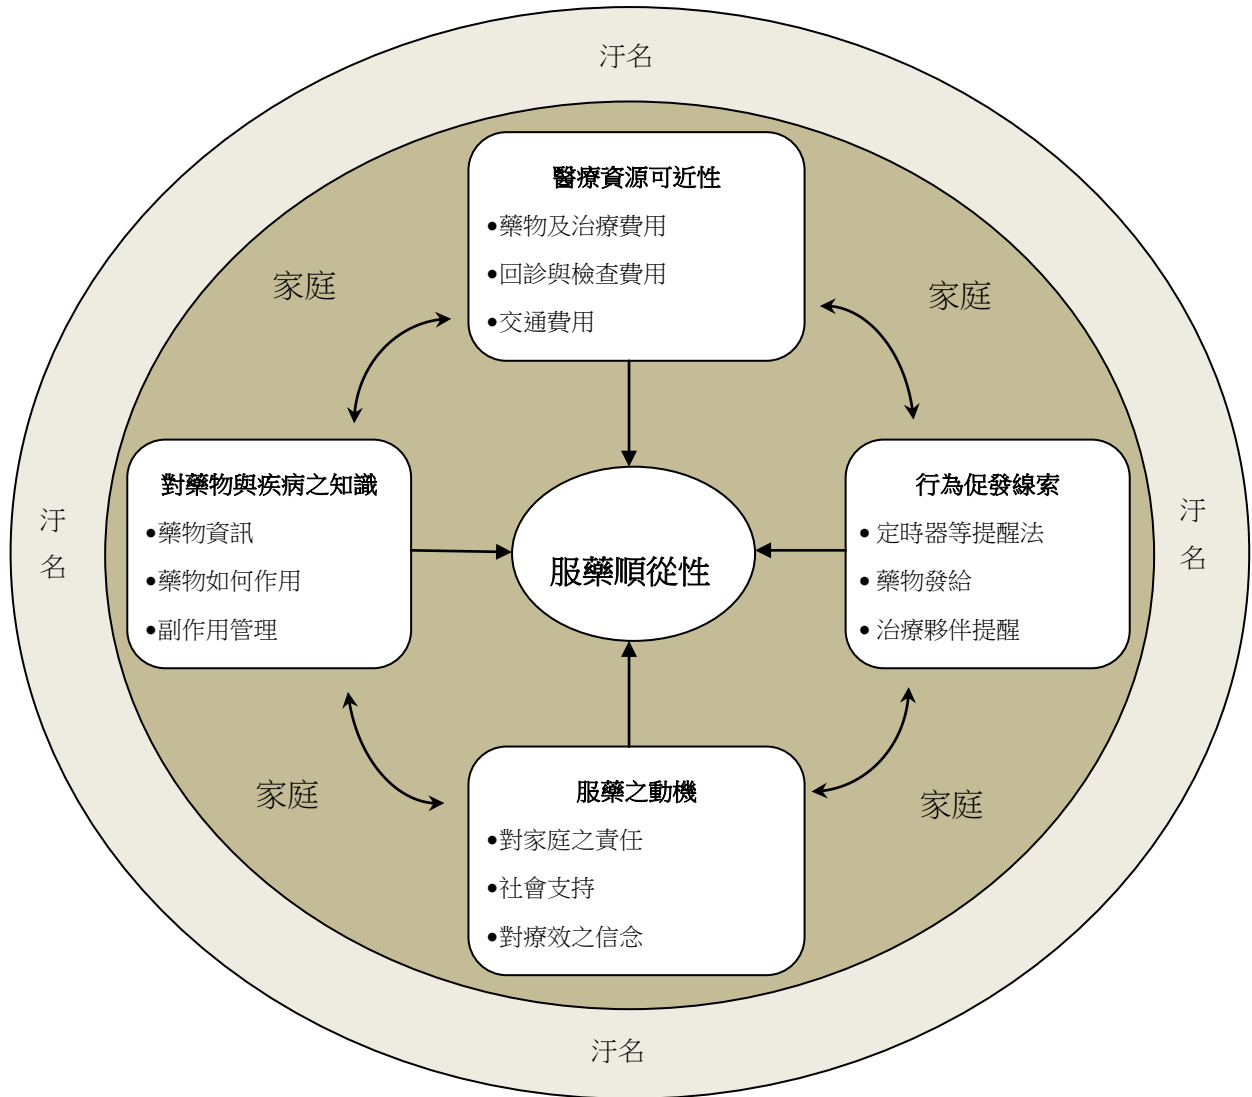 汙名
醫療資源可近性
•藥物及治療費用
•回診與檢查費用
•交通費用
家庭
家庭
對藥物與疾病之知識
•藥物資訊
•藥物如何作用
•副作用管理
服藥順從性
行為促發線索
• 定時器等提醒法
• 藥物發給
• 治療夥伴提醒
汙
名
汙
名
家庭
家庭
服藥之動機
•對家庭之責任
•社會支持
•對療效之信念
汙名